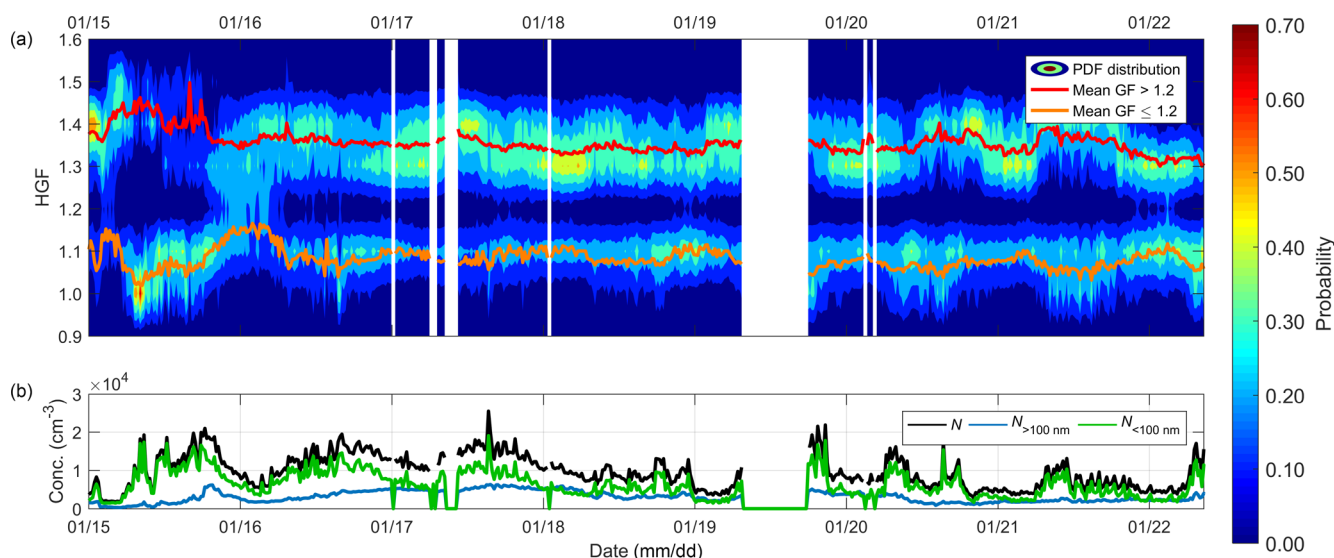 01/15 01/16 01/17 01/18 01/19 01/20 01/21 01/22
(a)
1.6
1.5
1.4
1.3
1.2
1.1
1.0
0.9
HGF
PDF distribution
Mean GF > 1.2
Mean GF ≤ 1.2
0.70
0.60
0.50
0.40
0.30
0.20
0.10
0.00
Probability
(b)
×10⁴
3
2
1
0
Conc. (cm⁻³)
N N>100 nm N<100 nm
01/15 01/16 01/17 01/18 01/19 01/20 01/21 01/22
Date (mm/dd)